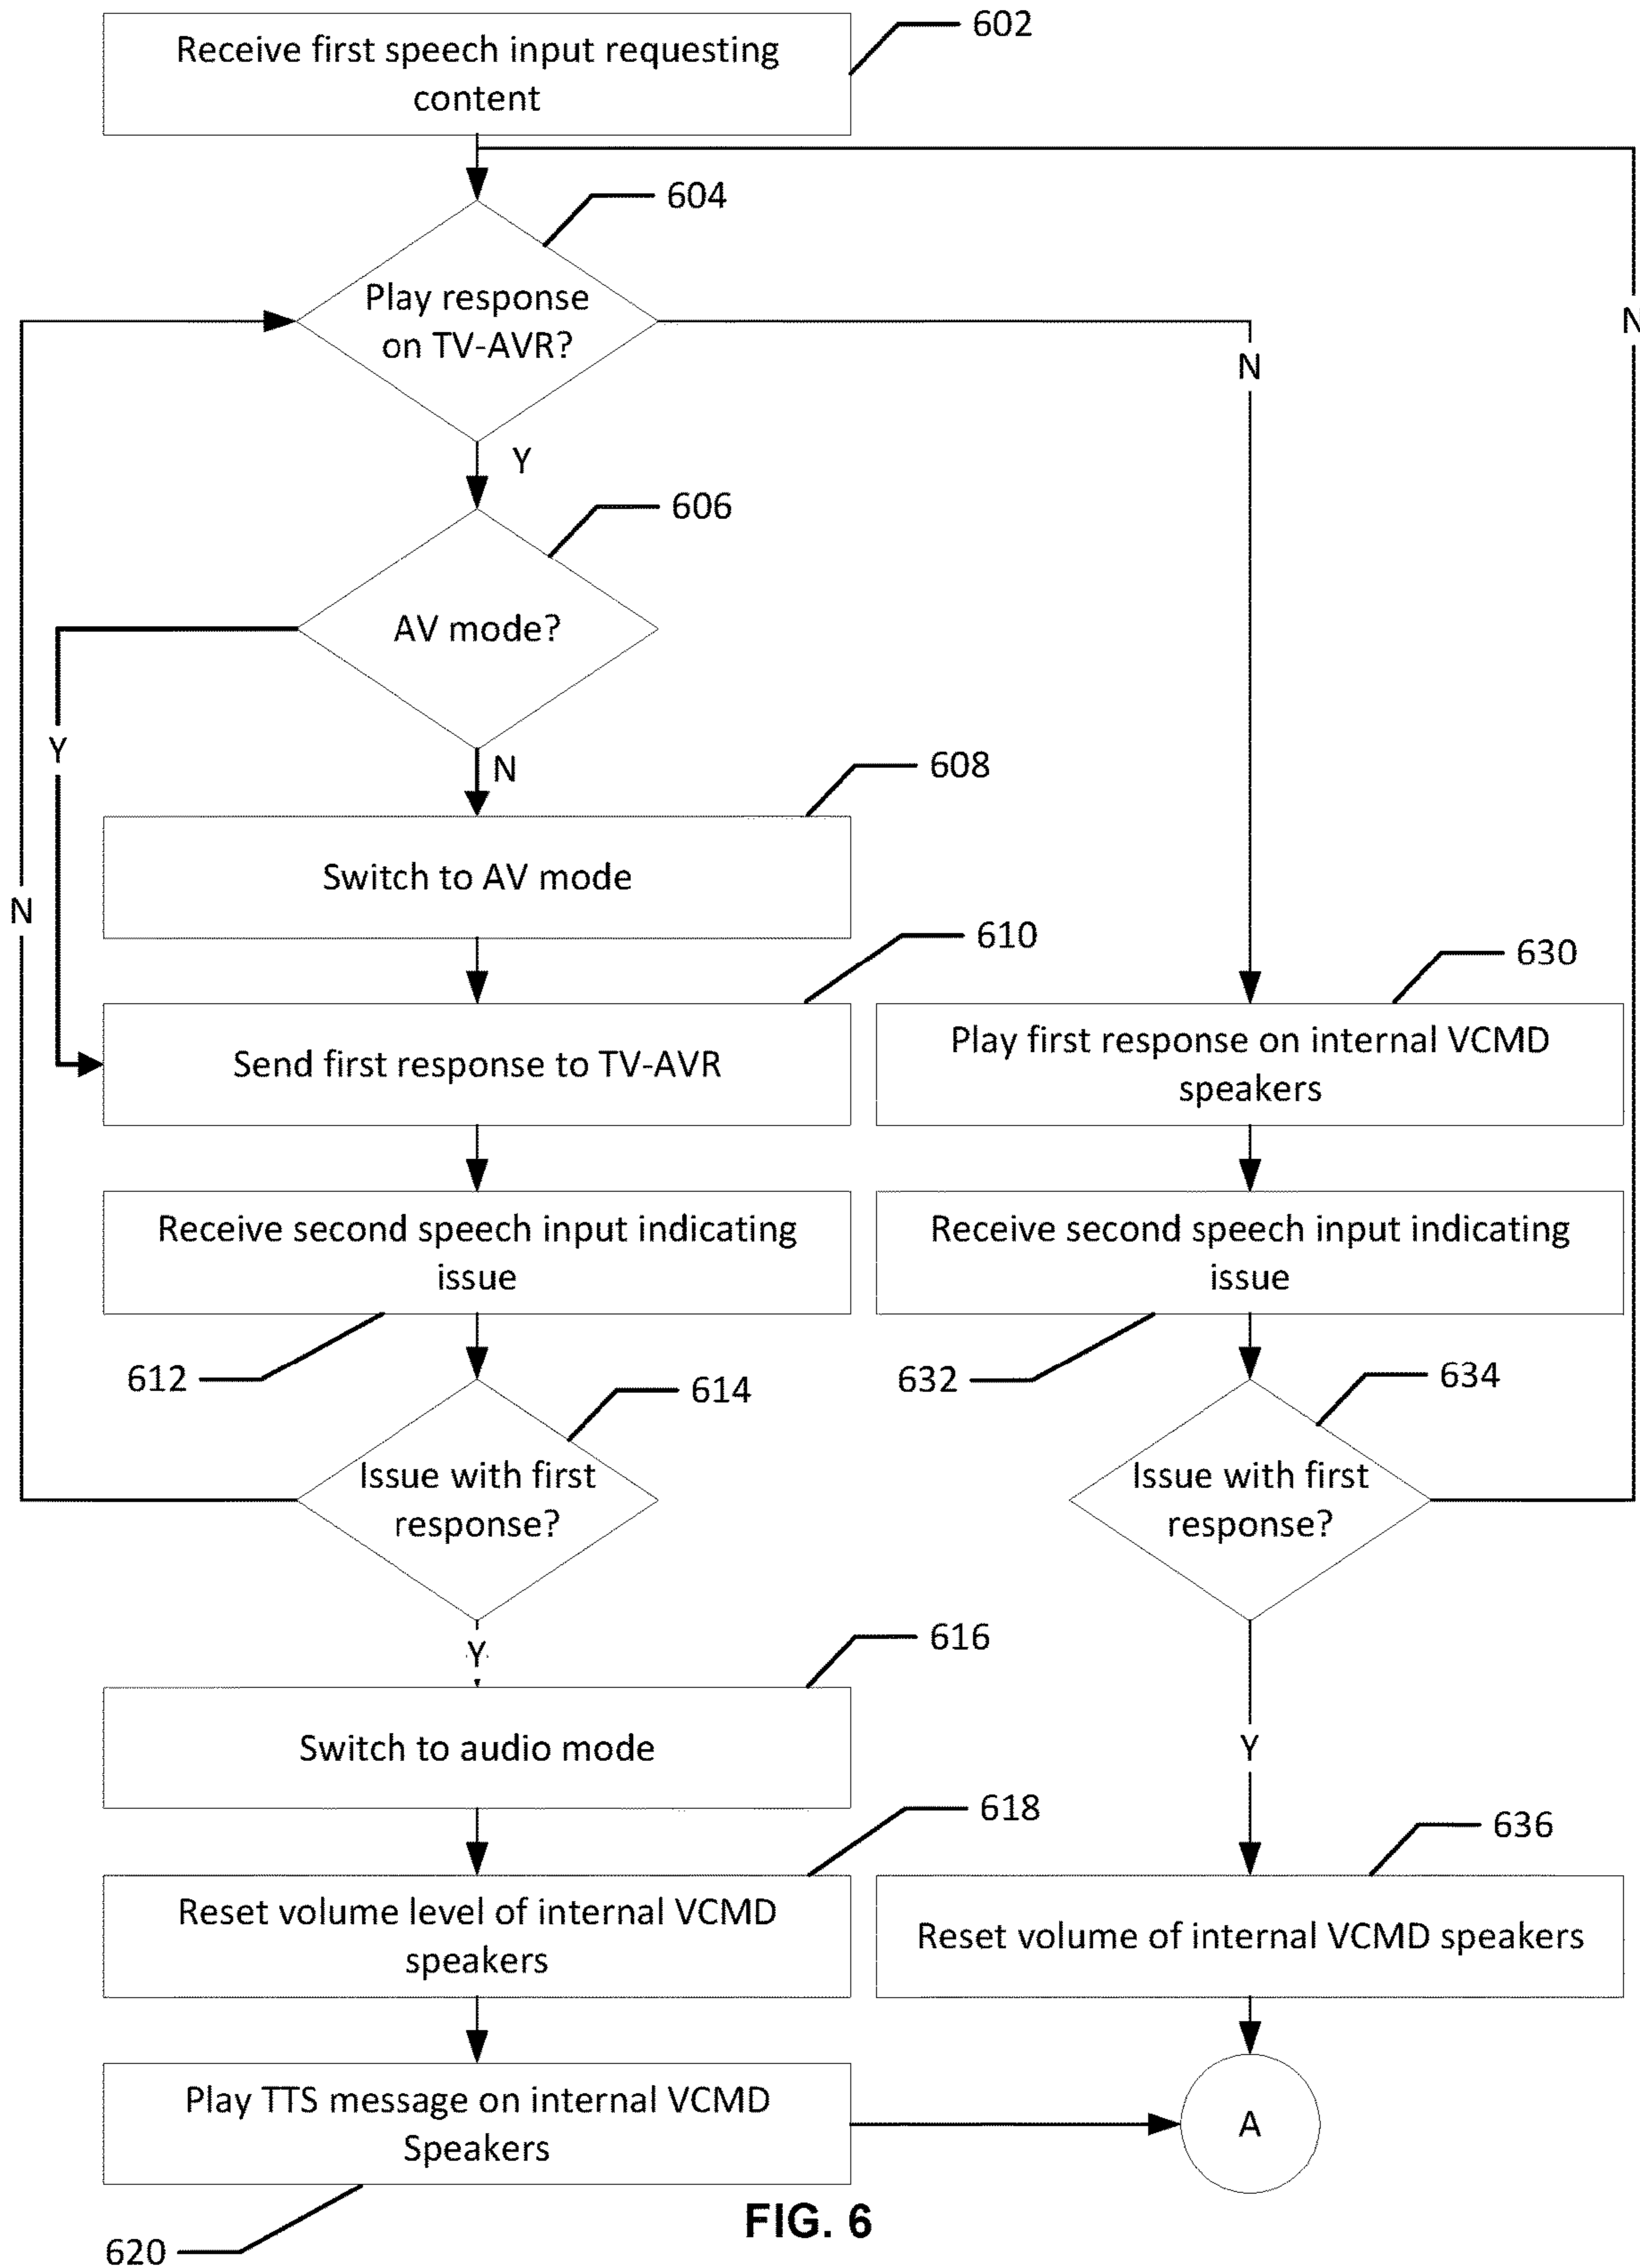 Receive first speech input requesting
content
602
604
Play response
on TV-AVR?
N
N
Y
606
AV mode?
Y
N
608
Switch to AV mode
N
610
Send first response to TV-AVR
630
Play first response on internal VCMD
speakers
Receive second speech input indicating
issue
612
Receive second speech input indicating
issue
632
614
Issue with first
response?
634
Issue with first
response?
Y
616
Switch to audio mode
Y
618
Reset volume level of internal VCMD
speakers
636
Reset volume of internal VCMD speakers
Play TTS message on internal VCMD
Speakers
A
620
FIG. 6